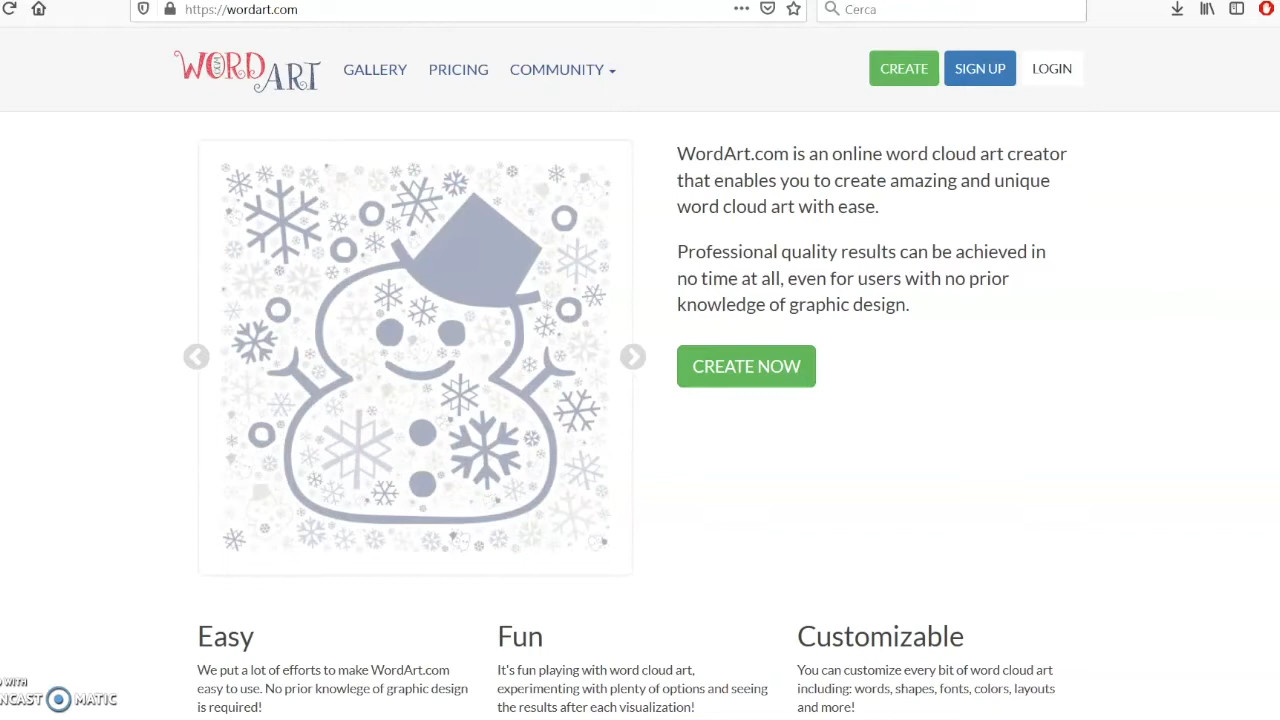 https://wordart.com
Cerca
WORD ART
.COM
GALLERY PRICING COMMUNITY
CREATE SIGN UP LOGIN
WordArt.com is an online word cloud art creator
that enables you to create amazing and unique
word cloud art with ease.
Professional quality results can be achieved in
no time at all, even for users with no prior
knowledge of graphic design.
CREATE NOW
Easy
We put a lot of efforts to make WordArt.com
easy to use. No prior knowlege of graphic design
is required!
Fun
It's fun playing with word cloud art,
experimenting with plenty of options and seeing
the results after each visualization!
Customizable
You can customize every bit of word cloud art
including: words, shapes, fonts, colors, layouts
and more!
WITH
NCAST MATIC